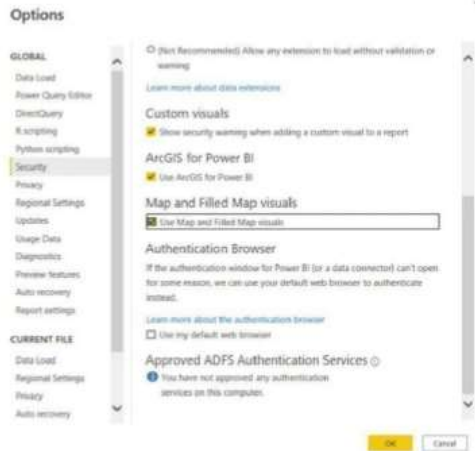 Options
GLOBAL
Data Load
Power Query Editor
DirectQuery
R scripting
Python scripting
Security
Privacy
Regional Settings
Updates
Usage Data
Diagnostics
Preview features
Auto recovery
Report settings
CURRENT FILE
Data Load
Regional Settings
Privacy
Auto recovery
(Not Recommended) Allow any extension to load without validation or
warning
Learn more about data extensions
Custom visuals
Show security warning when adding a custom visual to a report
ArcGIS for Power BI
Use ArcGIS for Power BI
Map and Filled Map visuals
Use Map and Filled Map visuals
Authentication Browser
If the authentication window for Power BI (or a data connector) can't open
for some reason, we can use your default web browser to authenticate
instead.
Learn more about the authentication browser
Use my default web browser
Approved ADFS Authentication Services
You have not approved any authentication
services on this computer.
OK
Cancel